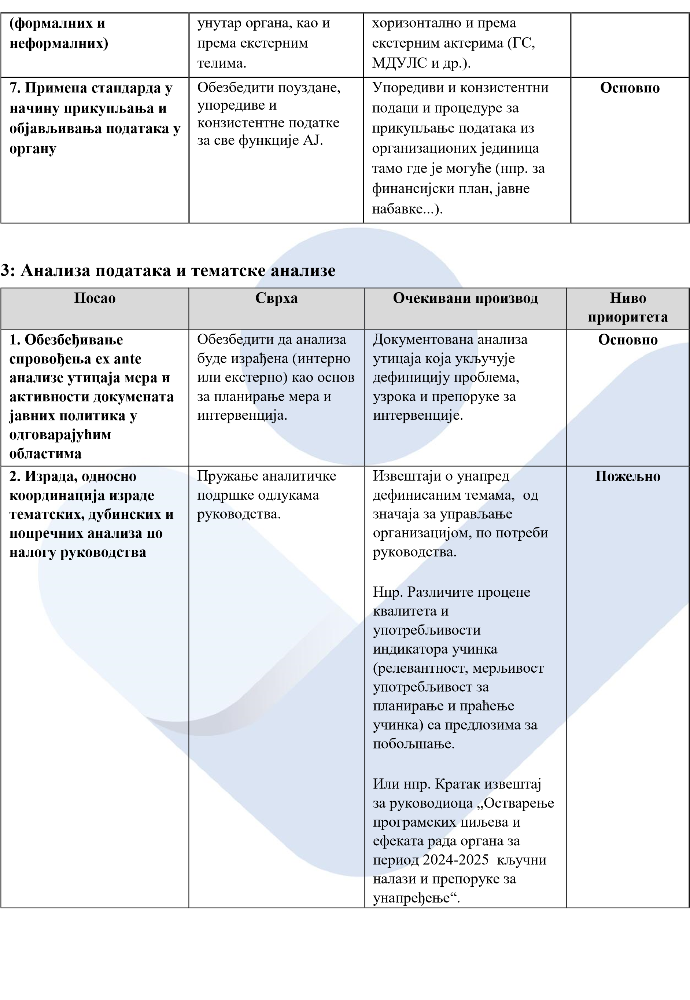 (формалних и
неформалних)
унутар органа, као и
према екстерним
телима.
хоризонтално и према
екстерним актерима (ГС,
МДУЛС и др.).
7. Примена стандарда у
начину прикупљања и
објављивања података у
органу
Обезбедити поуздане,
упоредиве и
конзистентне податке
за све функције АЈ.
Упоредиви и конзистентни
подаци и процедуре за
прикупљање података из
организационих јединица
тамо где је могуће (нпр. за
финансијски план, јавне
набавке...).
Основно
3: Анализа података и тематске анализе
Посао
Сврха
Очекивани производ
Ниво
приоритета
1. Обезбеђивање
спровођења ex ante
анализе утицаја мера и
активности докумената
јавних политика у
одговарајућим
областима
Обезбедити да анализа
буде израђена (интерно
или екстерно) као основ
за планирање мера и
интервенција.
Документована анализа
утицаја која укључује
дефиницију проблема,
узрока и препоруке за
интервенције.
Основно
2. Израда, односно
координација израде
тематских, дубинских и
попречних анализа по
налогу руководства
Пружање аналитичке
подршке одлукама
руководства.
Извештаји о унапред
дефинисаним темама,  од
значаја за управљање
организацијом, по потреби
руководства.
Нпр. Различите процене
квалитета и
употребљивости
индикатора учинка
(релевантност, мерљивост
употребљивост за
планирање и праћење
учинка) са предлозима за
побољшање.
Или нпр. Кратак извештај
за руководиоца „Остварење
програмских циљева и
ефеката рада органа за
период 2024-2025  кључни
налази и препоруке за
унапређење“.
Пожељно